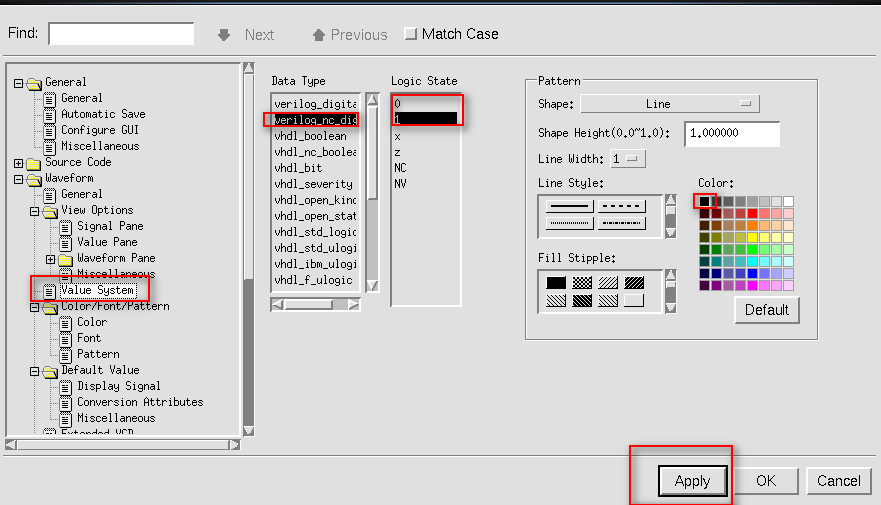 Find: Next Previous Match Case
General
General
Automatic Save
Configure GUI
Miscellaneous
Source Code
Waveform
General
View Options
Signal Pane
Value Pane
Waveform Pane
Miscellaneous
Value System
Color/Font/Pattern
Color
Font
Pattern
Default Value
Display Signal
Conversion Attributes
Miscellaneous
Extended VCD
Data Type
verilog_digita
verilog_nc_dig
vhdl_boolean
vhdl_nc_boolea
vhdl_bit
vhdl_severity
vhdl_open_kind
vhdl_open_stat
vhdl_std_logic
vhdl_std_ulogi
vhdl_ibm_ulogi
vhdl_f_ulogic
Logic State
0
1
x
z
NC
NV
Pattern
Shape: Line
Shape Height(0.0~1.0): 1.000000
Line Width: 1
Line Style:
Fill Stipple:
Color:
Default
Apply OK Cancel